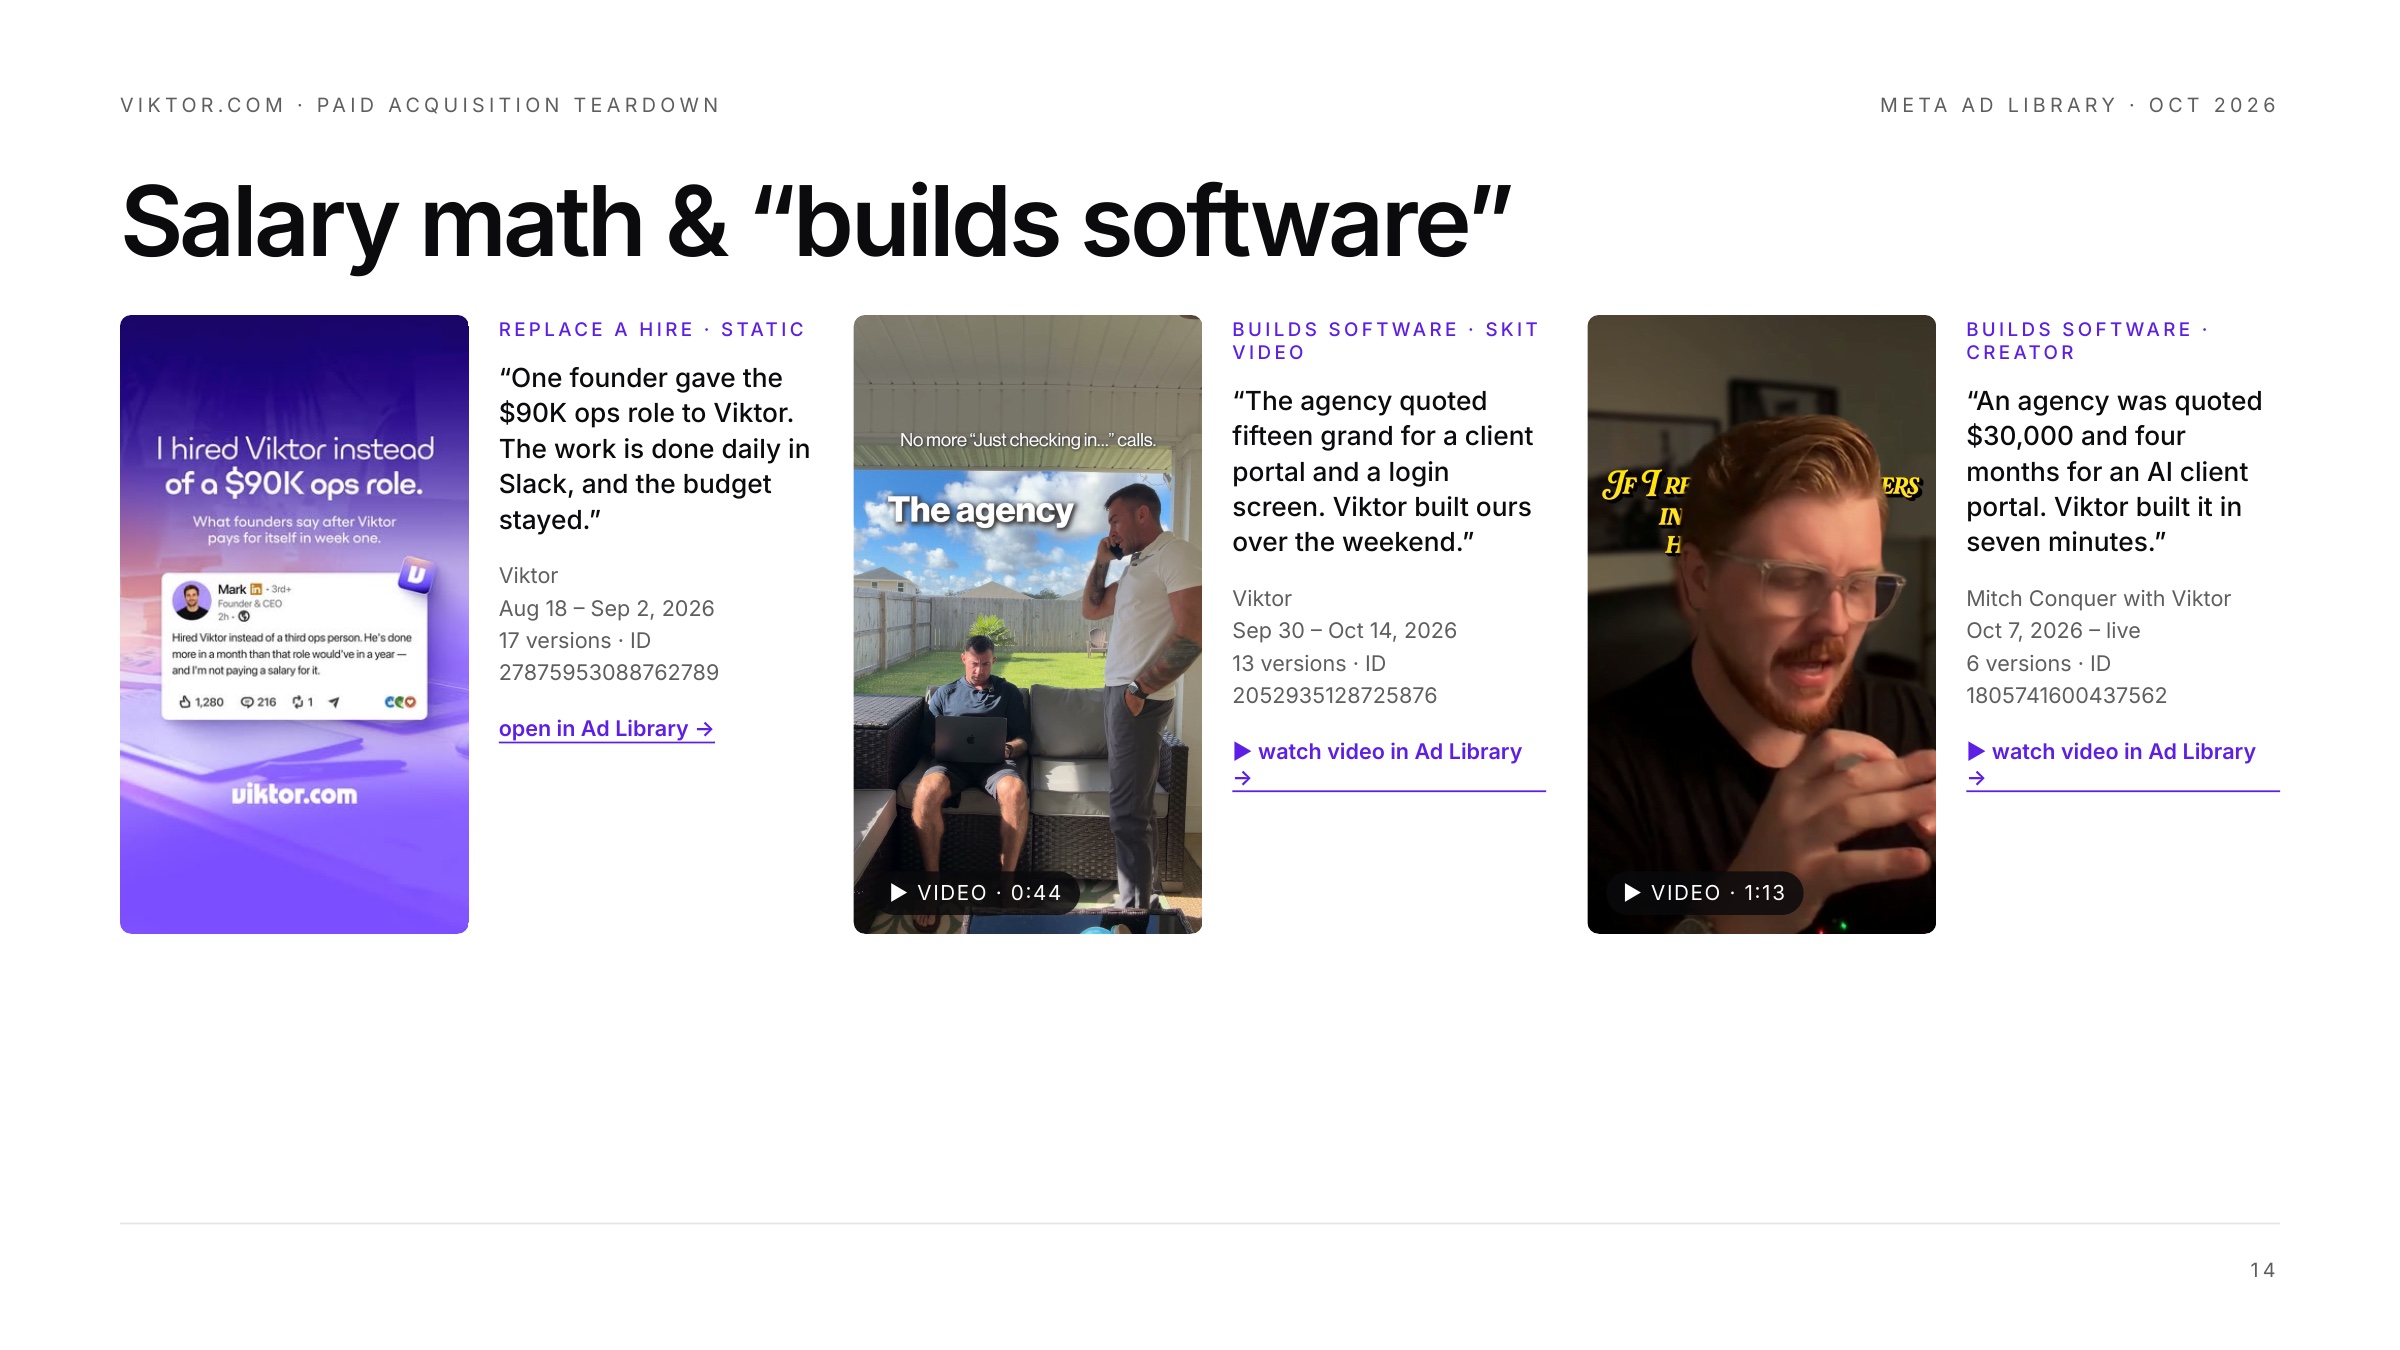 VIKTOR.COM · PAID ACQUISITION TEARDOWN
META AD LIBRARY · OCT 2026
Salary math & “builds software”
I hired Viktor instead
of a $90K ops role.
What founders say after Viktor
pays for itself in week one.
Mark in · 3rd+
Founder & CEO
2h ·
Hired Viktor instead of a third ops person. He's done
more in a month than that role would've in a year —
and I'm not paying a salary for it.
1,280 216 1
viktor.com
REPLACE A HIRE · STATIC
“One founder gave the
$90K ops role to Viktor.
The work is done daily in
Slack, and the budget
stayed.”
Viktor
Aug 18 – Sep 2, 2026
17 versions · ID
27875953088762789
open in Ad Library →
No more “Just checking in...” calls.
The agency
▶ VIDEO · 0:44
BUILDS SOFTWARE · SKIT
VIDEO
“The agency quoted
fifteen grand for a client
portal and a login
screen. Viktor built ours
over the weekend.”
Viktor
Sep 30 – Oct 14, 2026
13 versions · ID
2052935128725876
▶ watch video in Ad Library
→
IF I
IN
H
▶ VIDEO · 1:13
BUILDS SOFTWARE ·
CREATOR
“An agency was quoted
$30,000 and four
months for an AI client
portal. Viktor built it in
seven minutes.”
Mitch Conquer with Viktor
Oct 7, 2026 – live
6 versions · ID
1805741600437562
▶ watch video in Ad Library
→
14